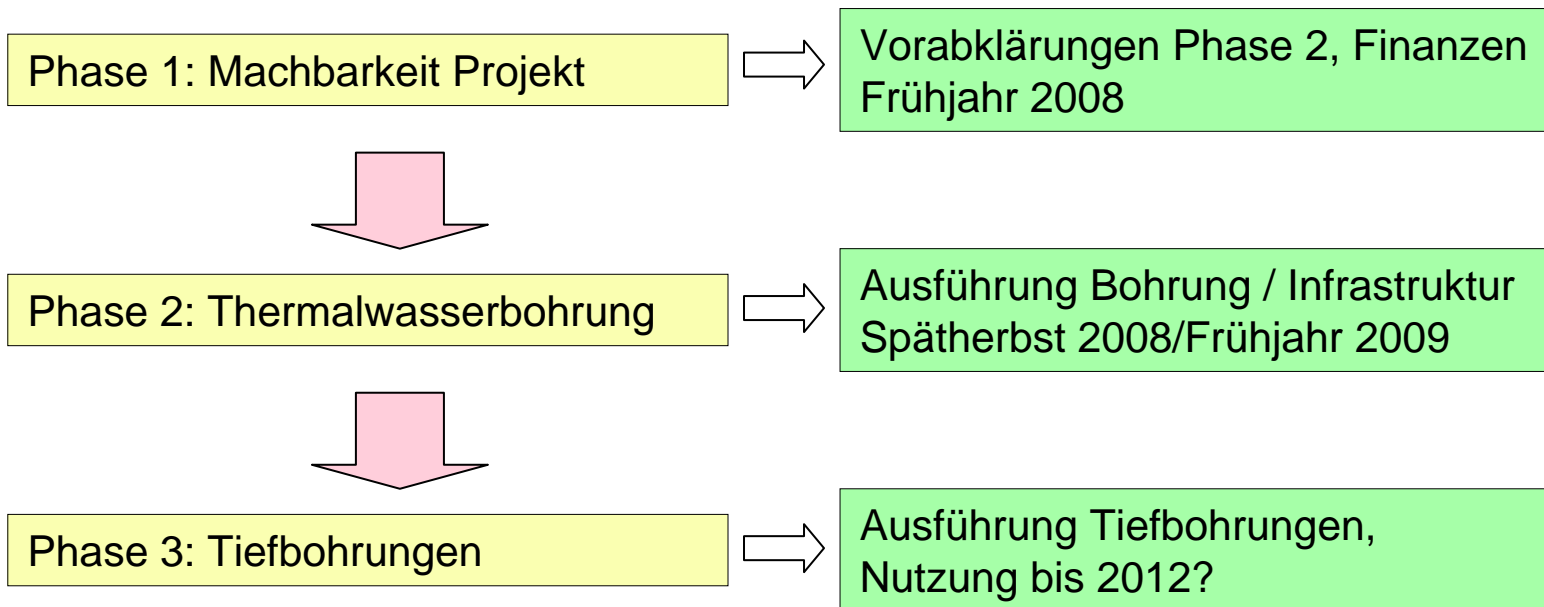 Phase 1: Machbarkeit Projekt
Vorabklärungen Phase 2, Finanzen
Frühjahr 2008
Phase 2: Thermalwasserbohrung
Ausführung Bohrung / Infrastruktur
Spätherbst 2008/Frühjahr 2009
Phase 3: Tiefbohrungen
Ausführung Tiefbohrungen,
Nutzung bis 2012?